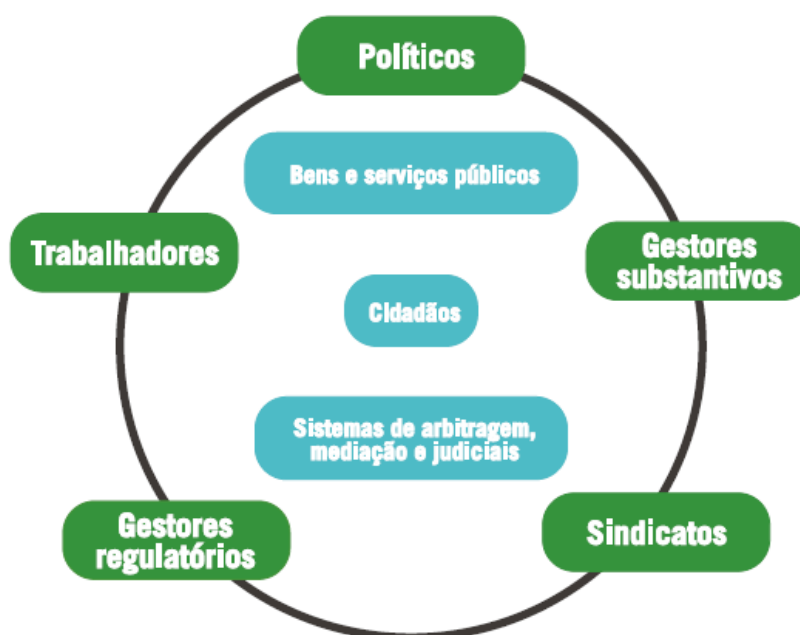 Políticos
Bens e serviços públicos
Trabalhadores
Gestores
substantivos
Cidadãos
Sistemas de arbitragem,
mediação e judiciais
Gestores
regulatórios
Sindicatos